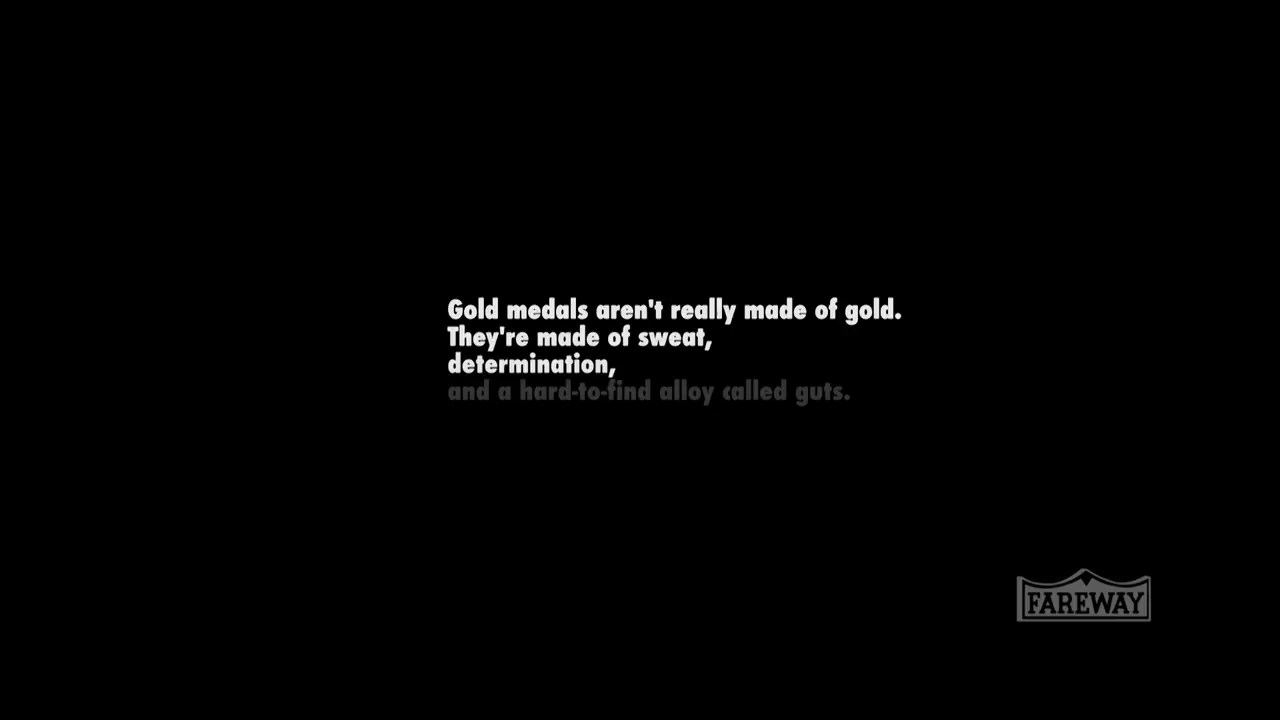 Gold medals aren't really made of gold.
They're made of sweat,
determination,
and a hard-to-find alloy called guts.
FAREWAY